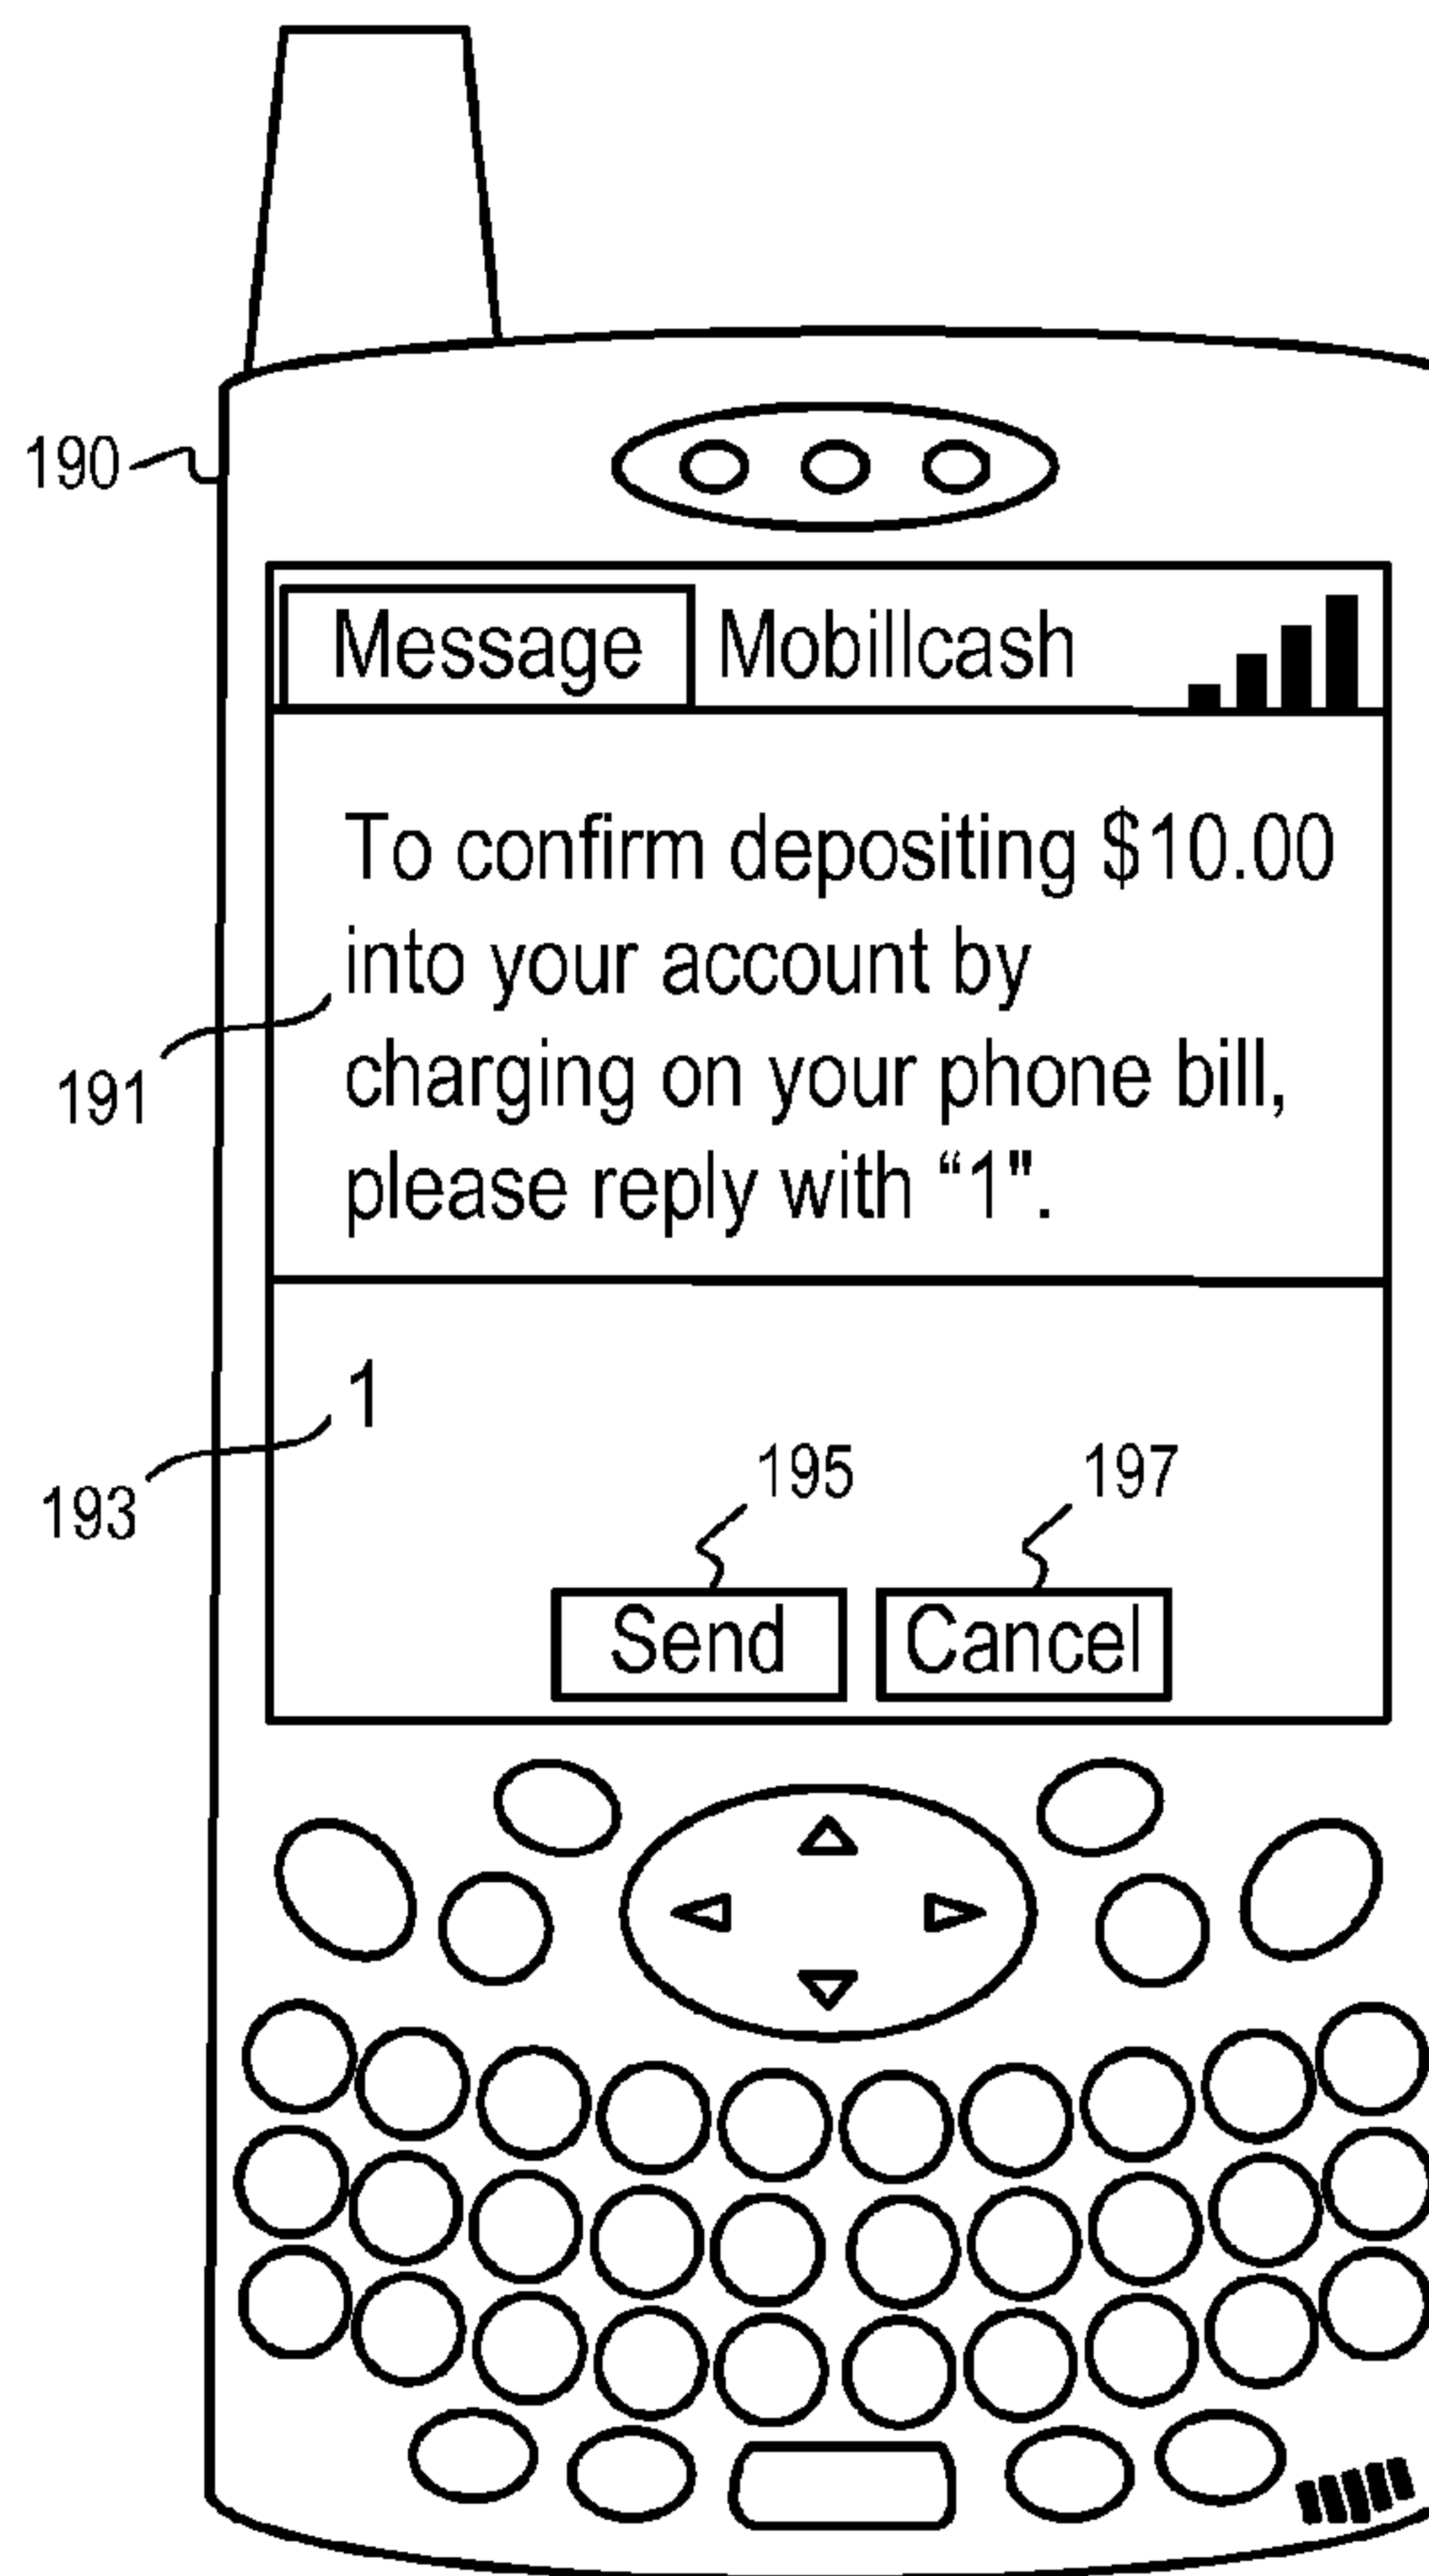 190
Message Mobillcash
To confirm depositing $10.00
into your account by
charging on your phone bill,
please reply with “1".
191
1
193
195 197
Send Cancel